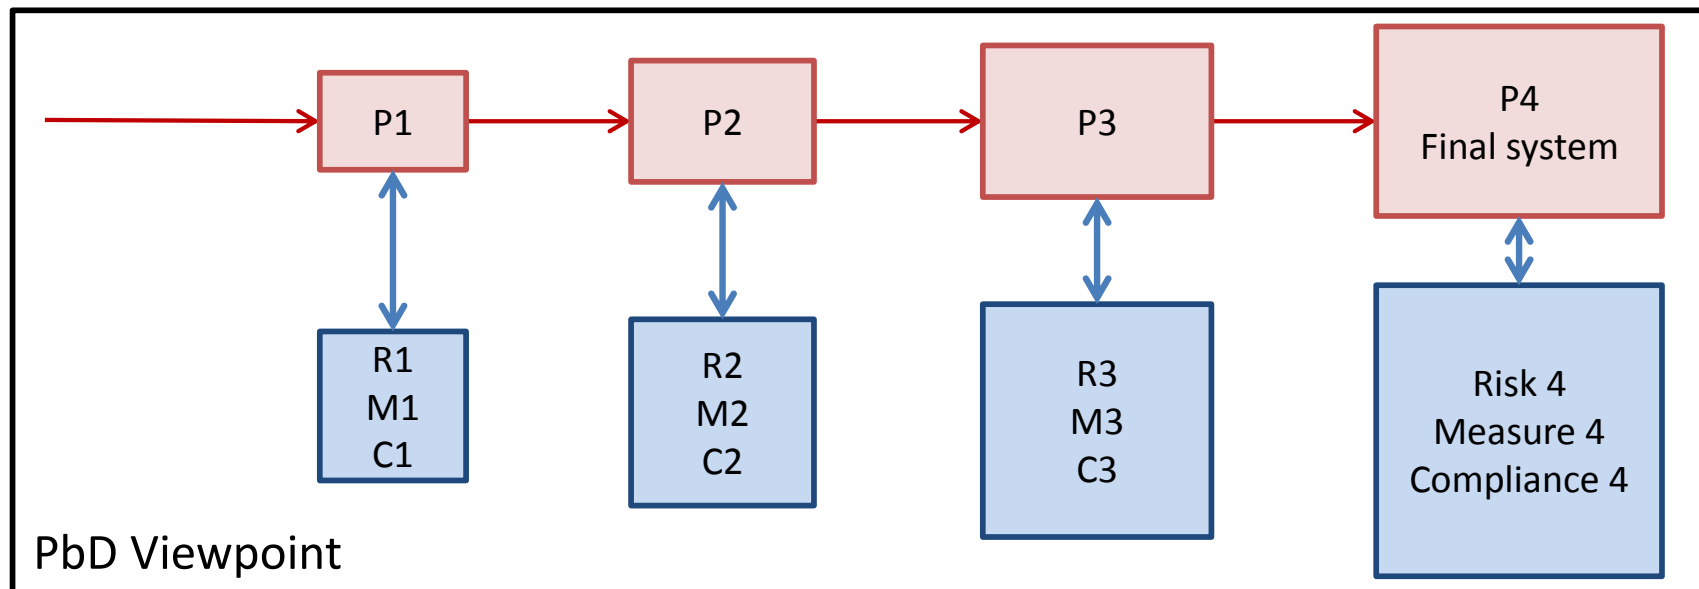 P1
P2
P3
P4
Final system
R1
M1
C1
R2
M2
C2
R3
M3
C3
Risk 4
Measure 4
Compliance 4
PbD Viewpoint